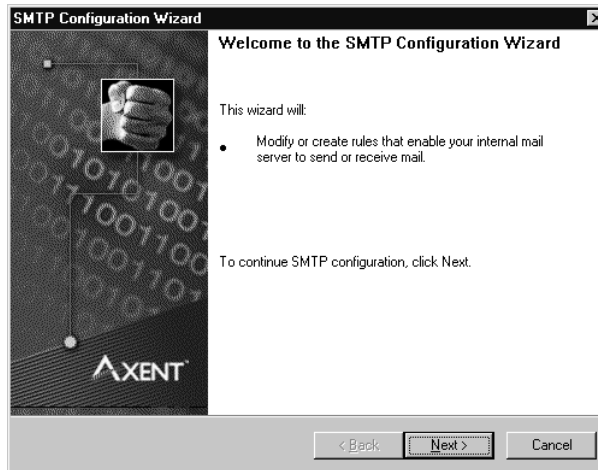 SMTP Configuration Wizard
Welcome to the SMTP Configuration Wizard
This wizard will:
• Modify or create rules that enable your internal mail
server to send or receive mail.
To continue SMTP configuration, click Next.
AXENT
< Back
Next >
Cancel